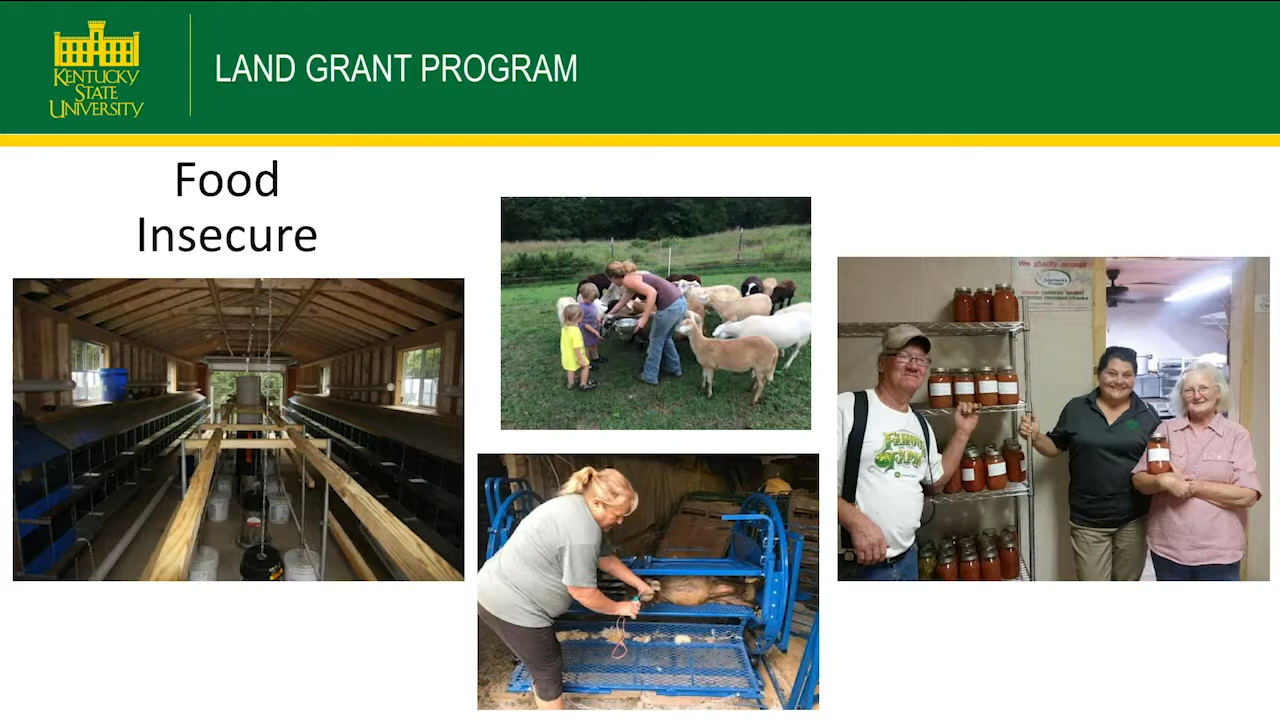 KENTUCKY
STATE
UNIVERSITY
LAND GRANT PROGRAM
Food
Insecure
We gladly accept